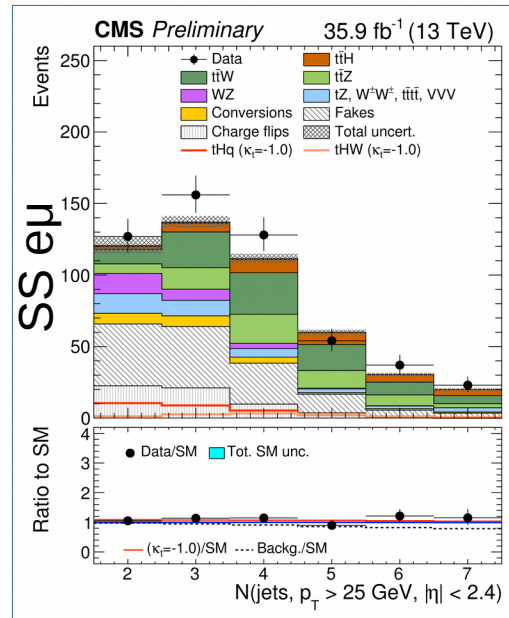 CMS Preliminary 35.9 fb⁻¹ (13 TeV)
Events
250
200
150
100
50
0
SS eμ
Data
tt̄H
tt̄W
tt̄Z
WZ
tZ, W±W±, tt̄tt̄, VVV
Conversions
Fakes
Charge flips
Total uncert.
tHq (κₜ=-1.0)
tHW (κₜ=-1.0)
Ratio to SM
4
3
2
1
0
Data/SM
Tot. SM unc.
(κₜ=-1.0)/SM
Backg./SM
2 3 4 5 6 7
N(jets, p_T > 25 GeV, |η| < 2.4)